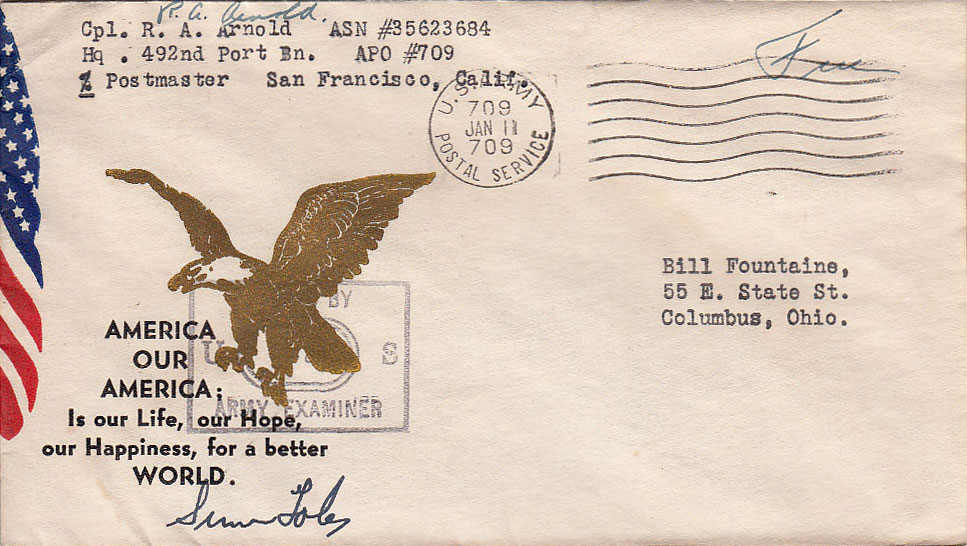 R. A. Arnold
Cpl. R. A. Arnold ASN #35623684
Hq . 492nd Port Bn. APO #709
% Postmaster San Francisco, Calif.
Free
U.S. ARMY
709
JAN 11
709
POSTAL SERVICE
Bill Fountaine,
55 E. State St.
Columbus, Ohio.
BY
U S
ARMY EXAMINER
AMERICA
OUR
AMERICA;
Is our Life, our Hope,
our Happiness, for a better
WORLD.